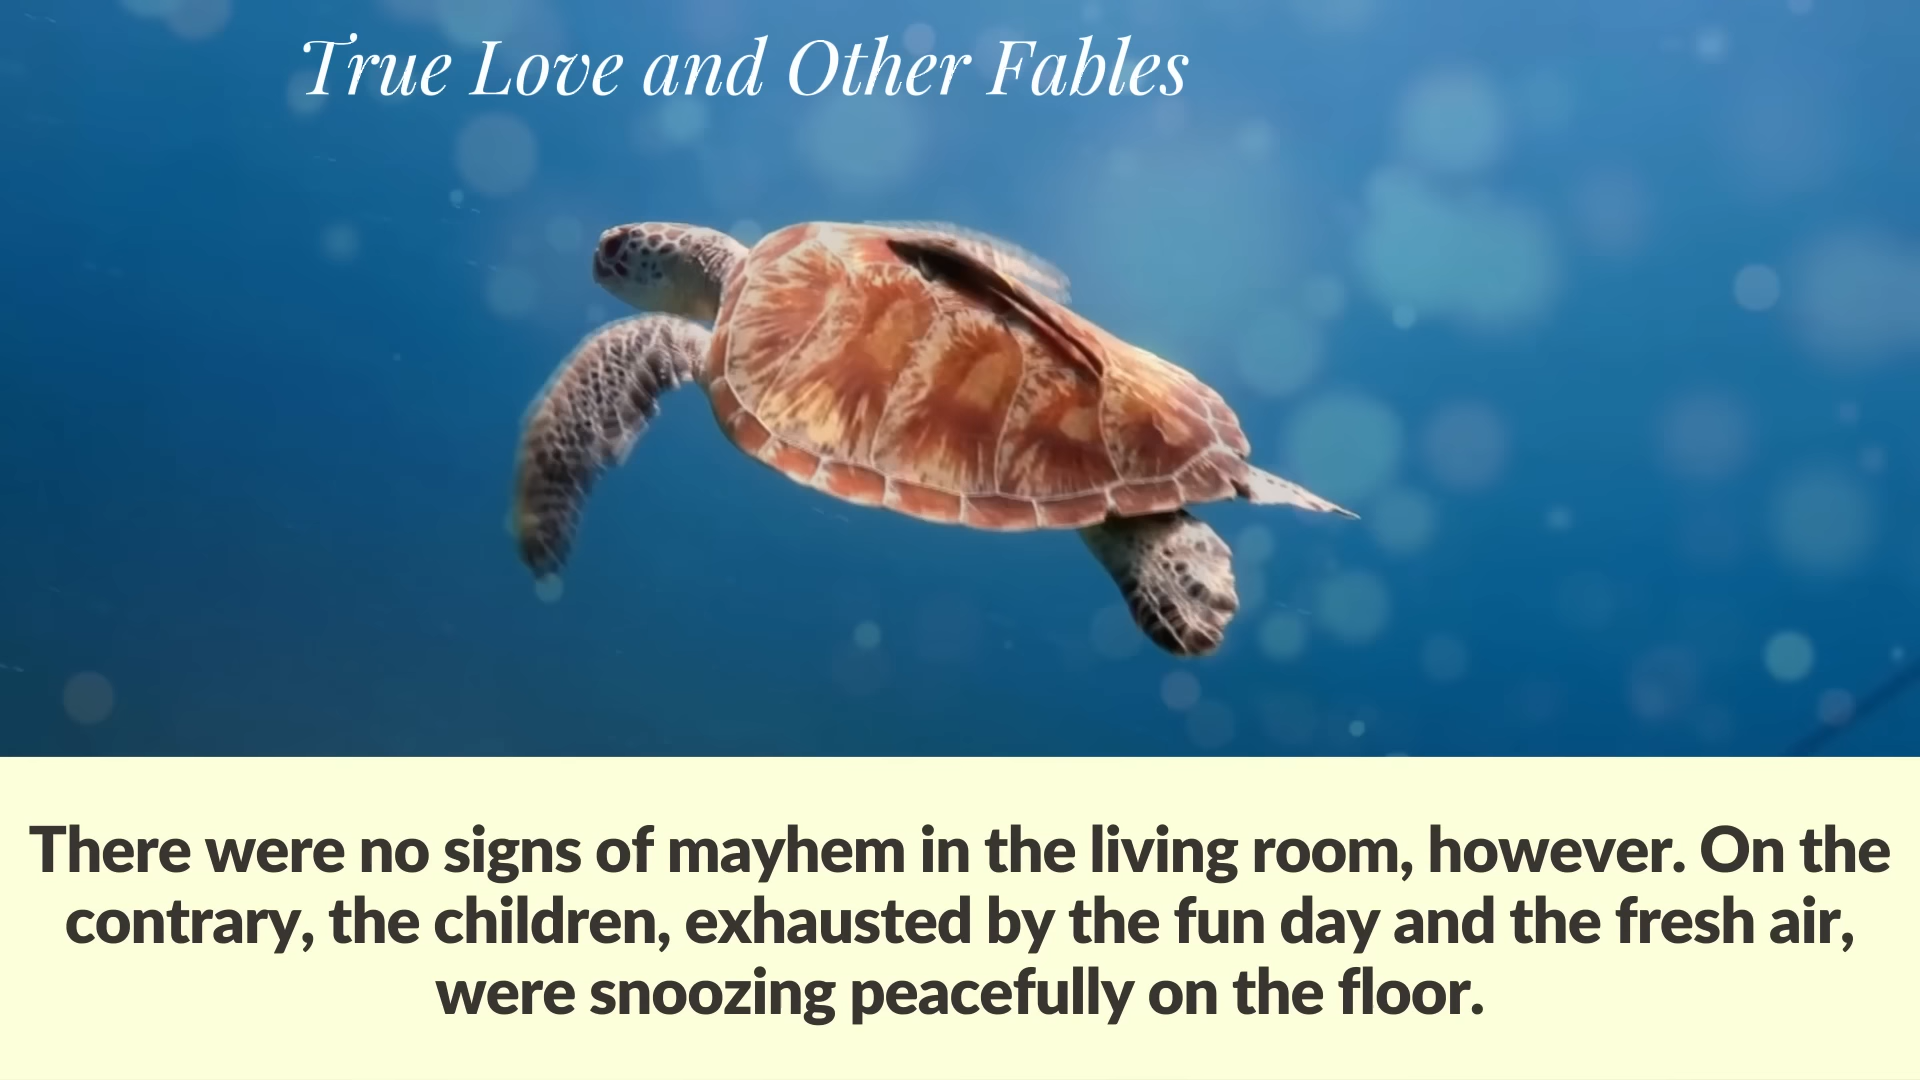 True Love and Other Fables
There were no signs of mayhem in the living room, however. On the
contrary, the children, exhausted by the fun day and the fresh air,
were snoozing peacefully on the floor.